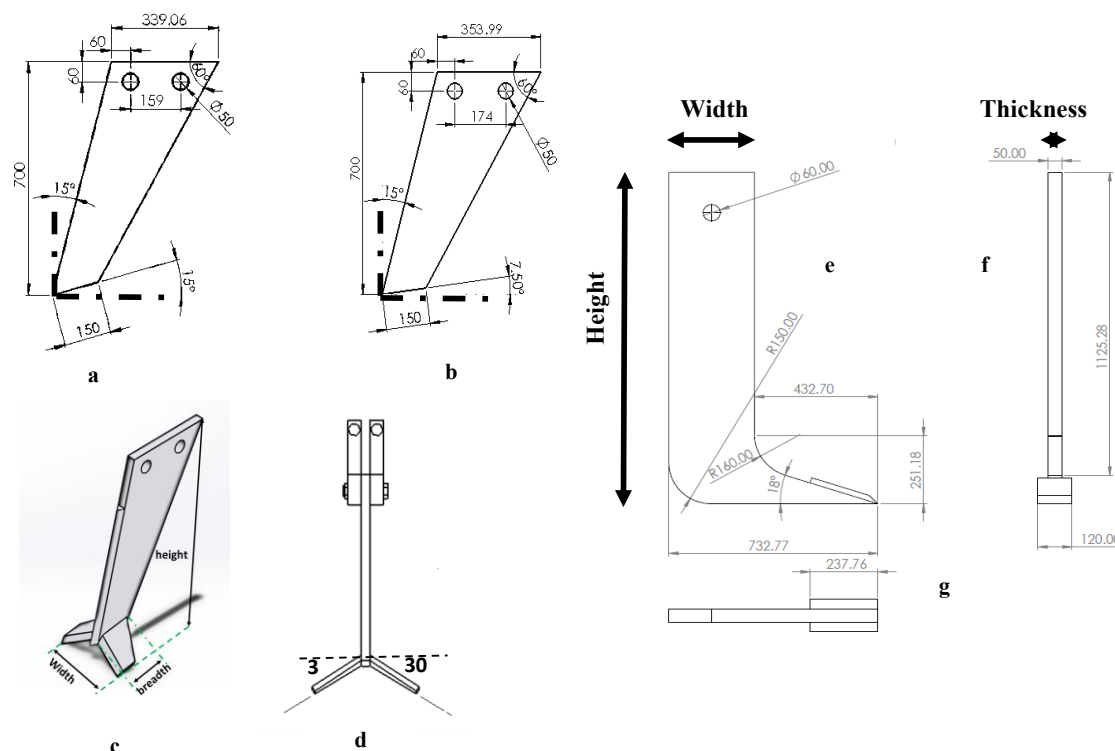 339.06
60
60
60°
159
Ø50
700
15°
15°
150
a
353.99
60
60
60°
174
Ø50
700
15°
7.50°
150
b
Width
Height
Ø60.00
e
R150.00
432.70
R160.00
18°
251.18
732.77
237.76
g
Thickness
50.00
f
1125.28
120.00
height
Width
breadth
c
3
30
d